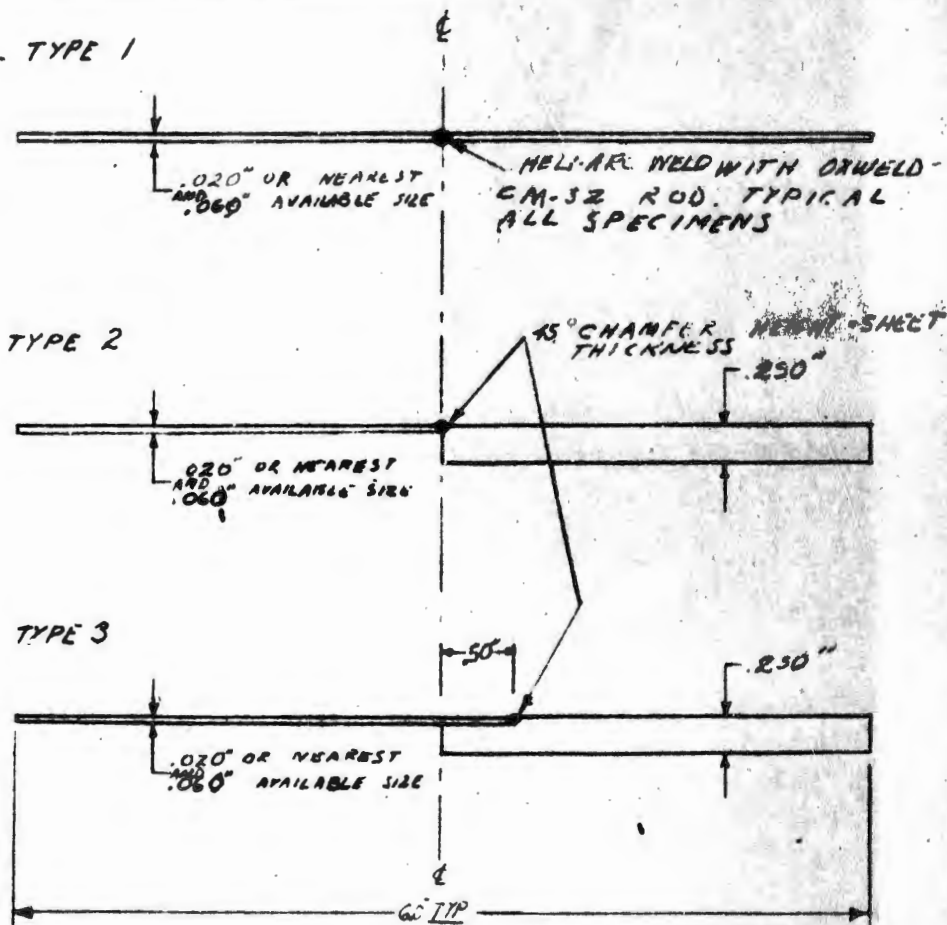 TYPE 1
℄
.020" OR NEAREST
AND
.060" AVAILABLE SIZE
HELI-ARC WELD WITH OXWELD
CM-32 ROD. TYPICAL
ALL SPECIMENS
TYPE 2
45° CHAMFER HEIGHT = SHEET
THICKNESS
.250"
.020" OR NEAREST
AND
.060" AVAILABLE SIZE
TYPE 3
.50"
.250"
.020" OR NEAREST
AND
.060" AVAILABLE SIZE
℄
TYP